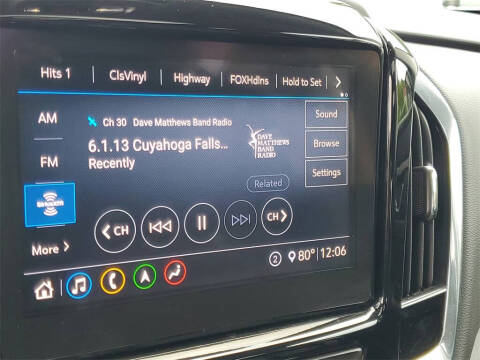 Hits 1 ClsVinyl Highway FOXHdlns Hold to Set
AM
FM
SiriusXM
More
Ch 30 Dave Matthews Band Radio
6.1.13 Cuyahoga Falls...
Recently
DAVE
MATTHEWS
BAND
RADIO
Related
Sound
Browse
Settings
CH
CH
2 80° 12:06